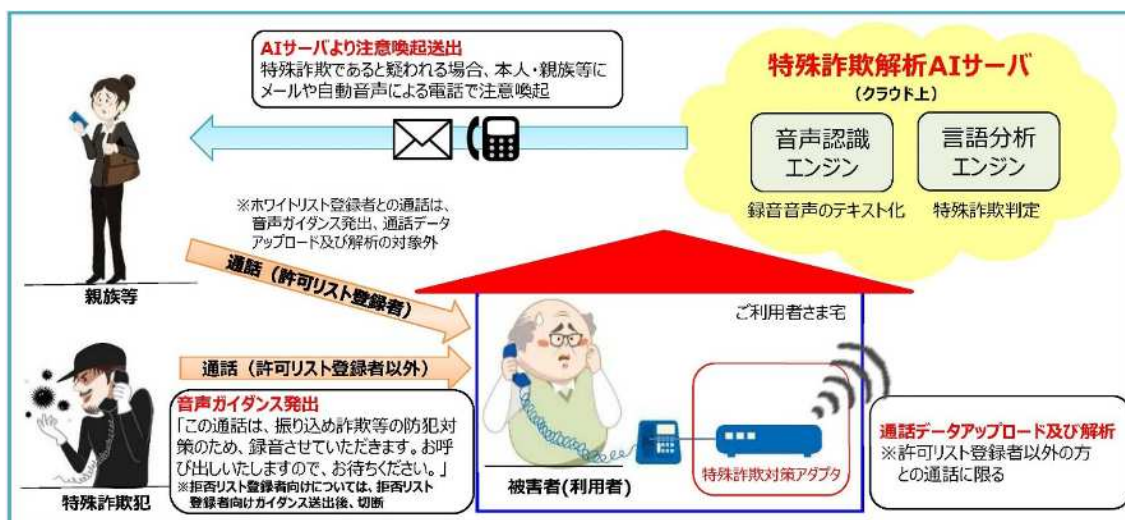 AIサーバより注意喚起送出
特殊詐欺であると疑われる場合、本人・親族等に
メールや自動音声による電話で注意喚起
特殊詐欺解析AIサーバ
(クラウド上)
音声認識
エンジン
言語分析
エンジン
録音音声のテキスト化
特殊詐欺判定
※ホワイトリスト登録者との通話は、
音声ガイダンス発出、通話データ
アップロード及び解析の対象外
親族等
通話（許可リスト登録者）
ご利用者さま宅
通話（許可リスト登録者以外）
音声ガイダンス発出
「この通話は、振り込め詐欺等の防犯対
策のため、録音させていただきます。お呼
び出しいたしますので、お待ちください。」
※拒否リスト登録者向けについては、拒否リスト
登録者向けガイダンス送出後、切断
特殊詐欺犯
被害者(利用者)
特殊詐欺対策アダプタ
通話データアップロード及び解析
※許可リスト登録者以外の方
との通話に限る